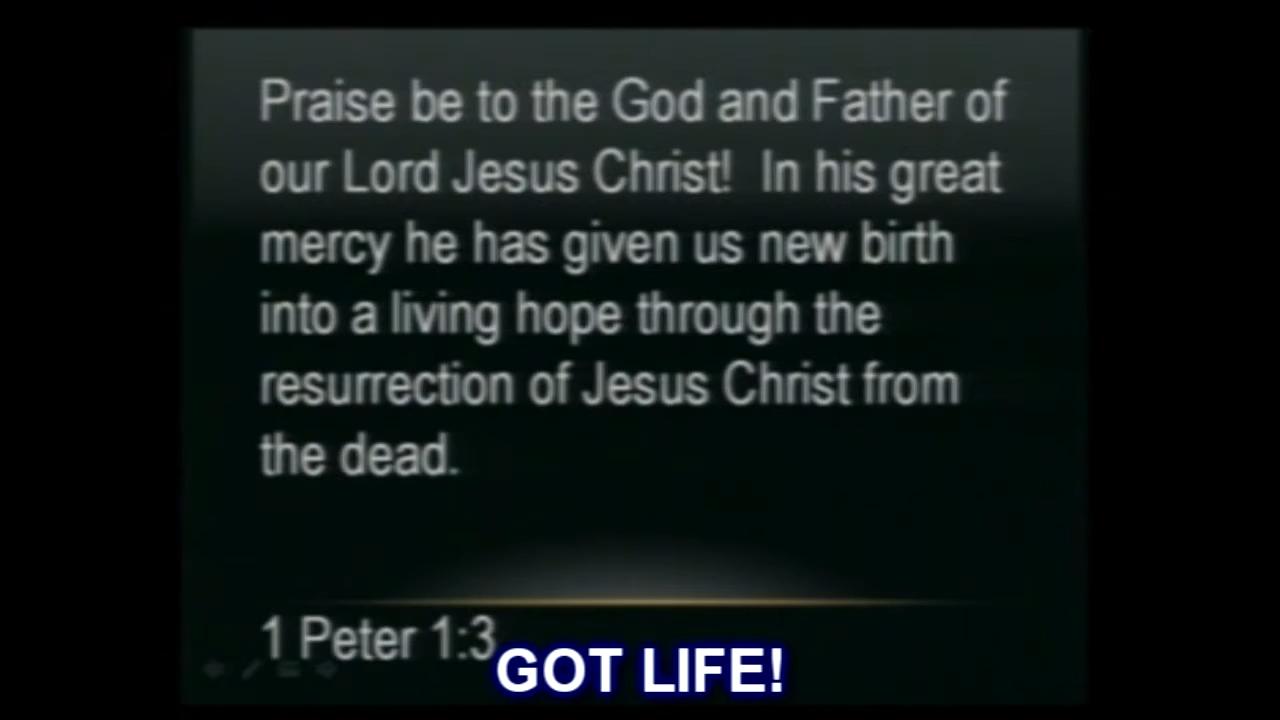 Praise be to the God and Father of
our Lord Jesus Christ!  In his great
mercy he has given us new birth
into a living hope through the
resurrection of Jesus Christ from
the dead.
1 Peter 1:3
GOT LIFE!